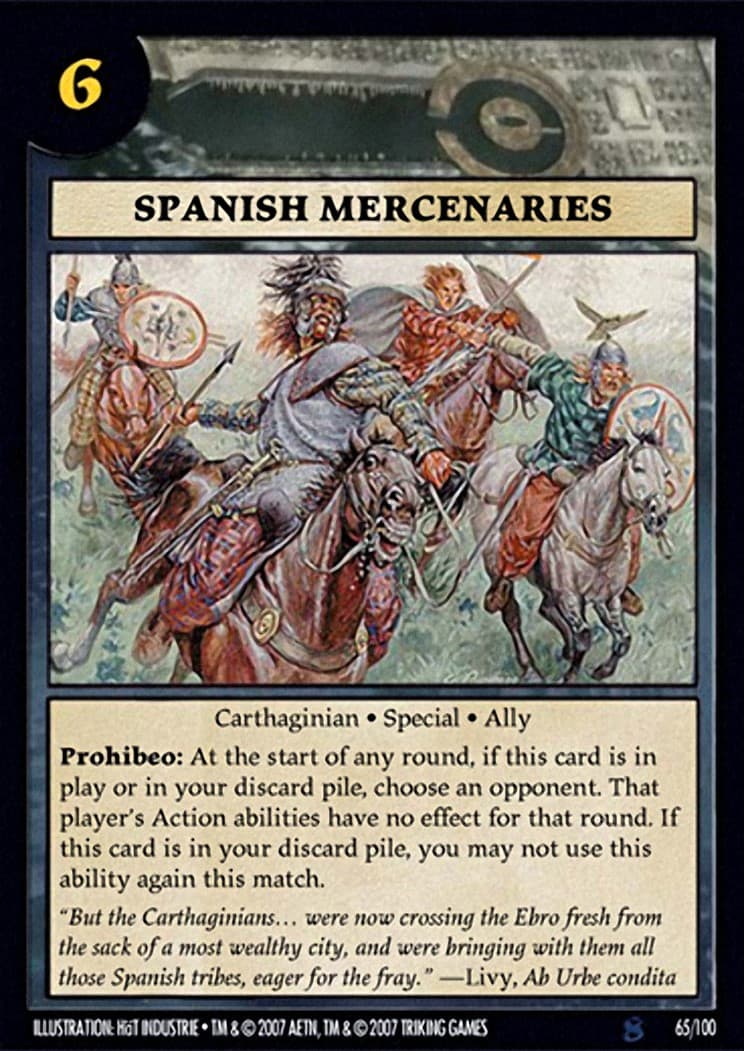 6
SPANISH MERCENARIES
Carthaginian • Special • Ally
Prohibeo: At the start of any round, if this card is in
play or in your discard pile, choose an opponent. That
player's Action abilities have no effect for that round. If
this card is in your discard pile, you may not use this
ability again this match.
“But the Carthaginians… were now crossing the Ebro fresh from
the sack of a most wealthy city, and were bringing with them all
those Spanish tribes, eager for the fray.” —Livy, Ab Urbe condita
ILLUSTRATION: HäT INDUSTRIE • TM & © 2007 AETN, TM & © 2007 TRIKING GAMES
65/100